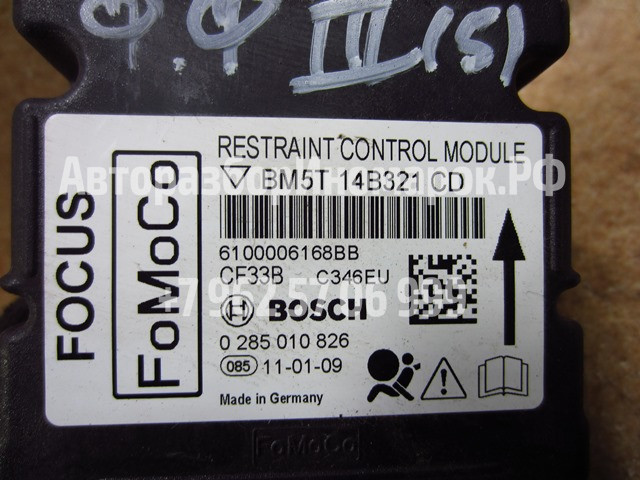 Ф.Ф III (S)
FOCUS
FoMoCo
RESTRAINT CONTROL MODULE
BM5T 14B321 CD
6100006168BB
CF33B C346EU
BOSCH
0 285 010 826
085 11-01-09
Made in Germany
FoMoCo